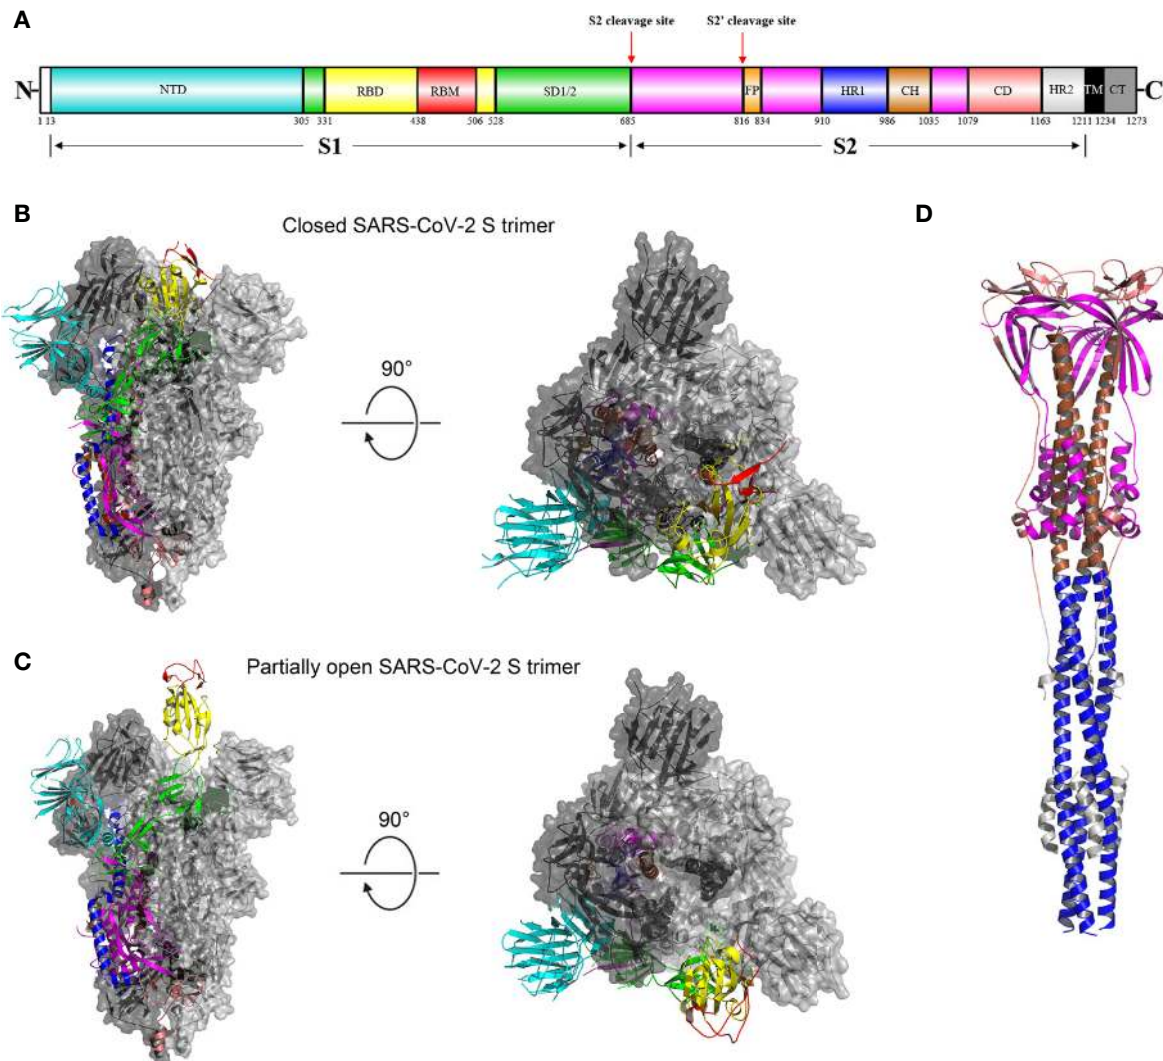 A
S2 cleavage site S2' cleavage site
N NTD RBD RBM SD1/2 FP HR1 CH CD HR2 TM CT C
1 13 305 331 438 506 528 685 816 834 910 986 1035 1079 1163 1211 1234 1273
S1 S2
B
D
Closed SARS-CoV-2 S trimer
90°
C
Partially open SARS-CoV-2 S trimer
90°